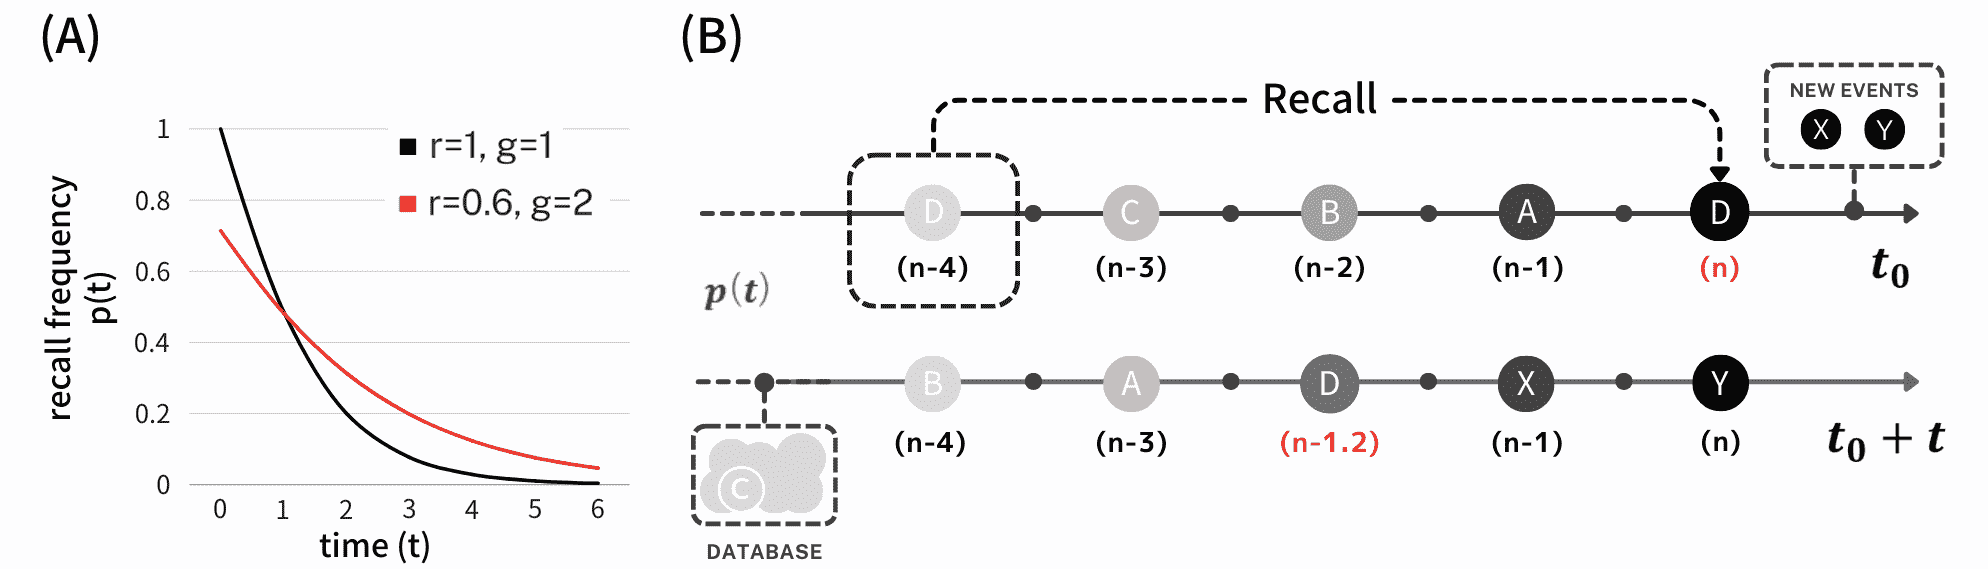 (A)
1
0.8
0.6
0.4
0.2
0
0 1 2 3 4 5 6
recall frequency
p(t)
time (t)
r=1, g=1
r=0.6, g=2
(B)
Recall
NEW EVENTS
X Y
D C B A D
(n-4) (n-3) (n-2) (n-1) (n)
t₀
p(t)
B A D X Y
(n-4) (n-3) (n-1.2) (n-1) (n)
t₀ + t
C
DATABASE